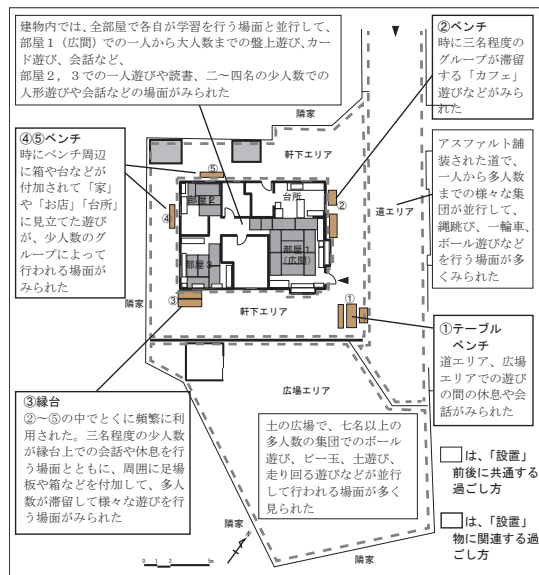 建物内では、全部屋で各自が学習を行う場面と並行して、
部屋１（広間）での一人から大人数までの盤上遊び、カー
ド遊び、会話など、
部屋２，３での一人遊びや読書、二～四名の少人数での
人形遊びや会話などの場面がみられた
②ベンチ
時に三名程度の
グループが滞留
する「カフェ」
遊びなどがみら
れた
隣家
④⑤ベンチ
時にベンチ周辺
に箱や台などが
付加されて「家」
や「お店」「台所」
に見立てた遊び
が、少人数のグ
ループによって
行われる場面が
みられた
軒下エリア
⑤
台所
部屋２
②
④
部屋１
（広間）
部屋３
③
①
道エリア
アスファルト舗
装された道で、
一人から多人
数までの様々な
集団が並行して、
縄跳び、一輪車、
ボール遊びなど
を行う場面が多
くみられた
隣家
軒下エリア
①テーブル
ベンチ
道エリア、広場
エリアでの遊び
の間の休息や会
話がみられた
広場エリア
③縁台
②～⑤の中でとくに頻繁に利
用された。三名程度の少人数
が縁台上での会話や休息を行
う場面とともに、周囲に足場
板や箱などを付加して、多人
数が滞留して様々な遊びを行
う場面がみられた
土の広場で、七名以上の
多人数の集団でのボール
遊び、ビー玉、土遊び、
走り回る遊びなどが並行
して行われる場面が多く
見られた
は、「設置」
前後に共通する
過ごし方
は、「設置」
物に関連する過
ごし方
隣家
隣家
0 1 2 5m
N